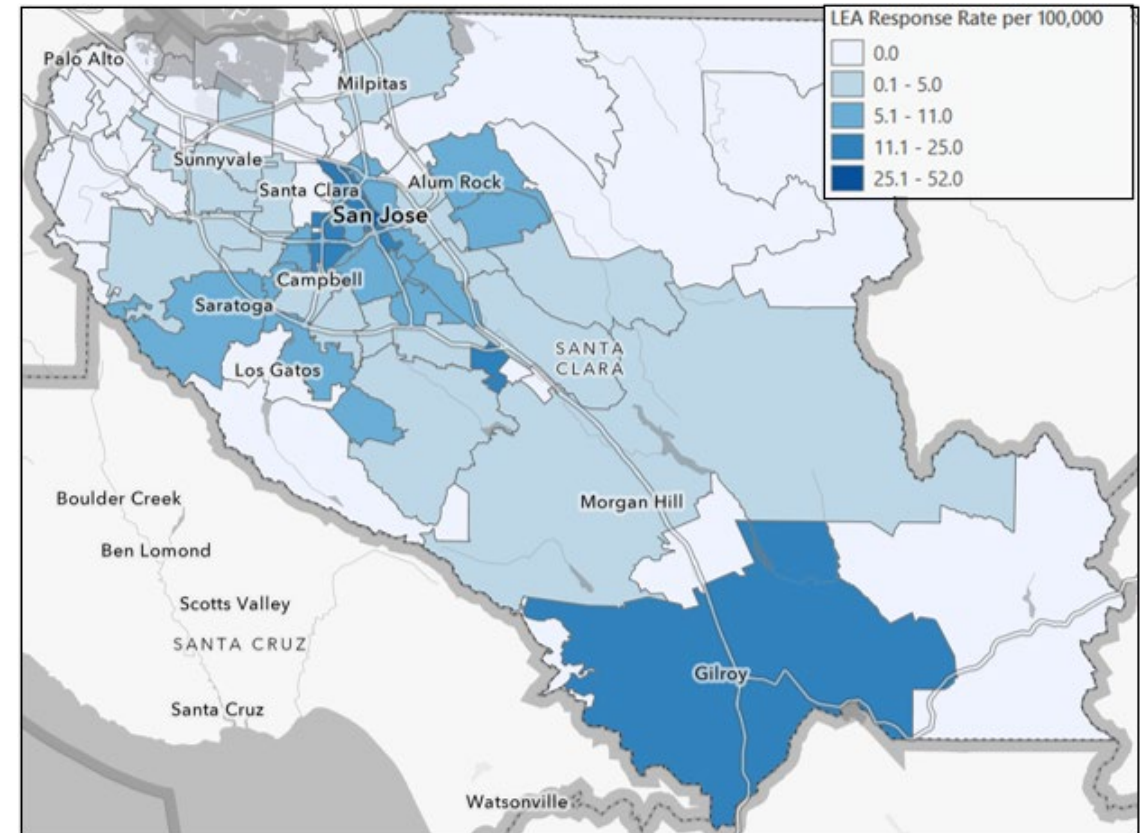 LEA Response Rate per 100,000
0.0
0.1 - 5.0
5.1 - 11.0
11.1 - 25.0
25.1 - 52.0
Palo Alto
Milpitas
Sunnyvale
Santa Clara
Alum Rock
San Jose
Campbell
Saratoga
Los Gatos
SANTA
CLARA
Boulder Creek
Morgan Hill
Ben Lomond
Scotts Valley
SANTA CRUZ
Gilroy
Santa Cruz
Watsonville